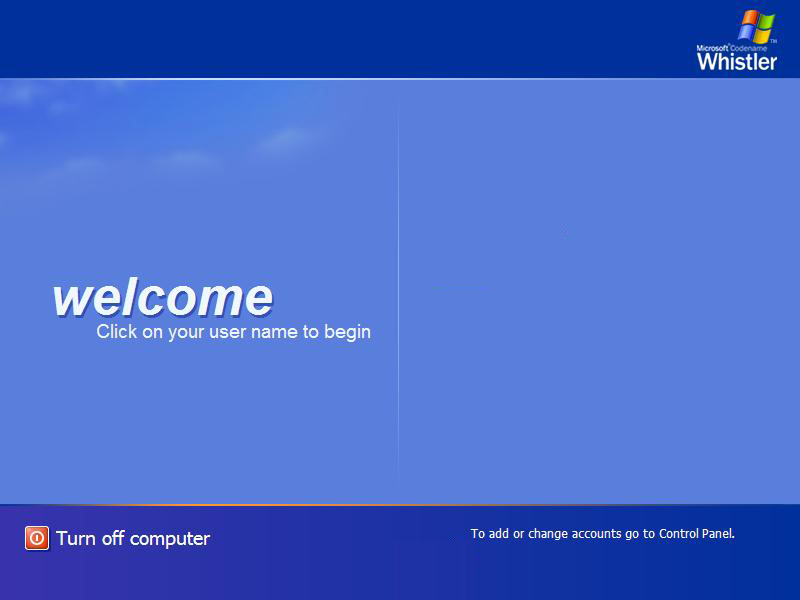 Microsoft® Codename
Whistler™
welcome
Click on your user name to begin
Turn off computer
To add or change accounts go to Control Panel.